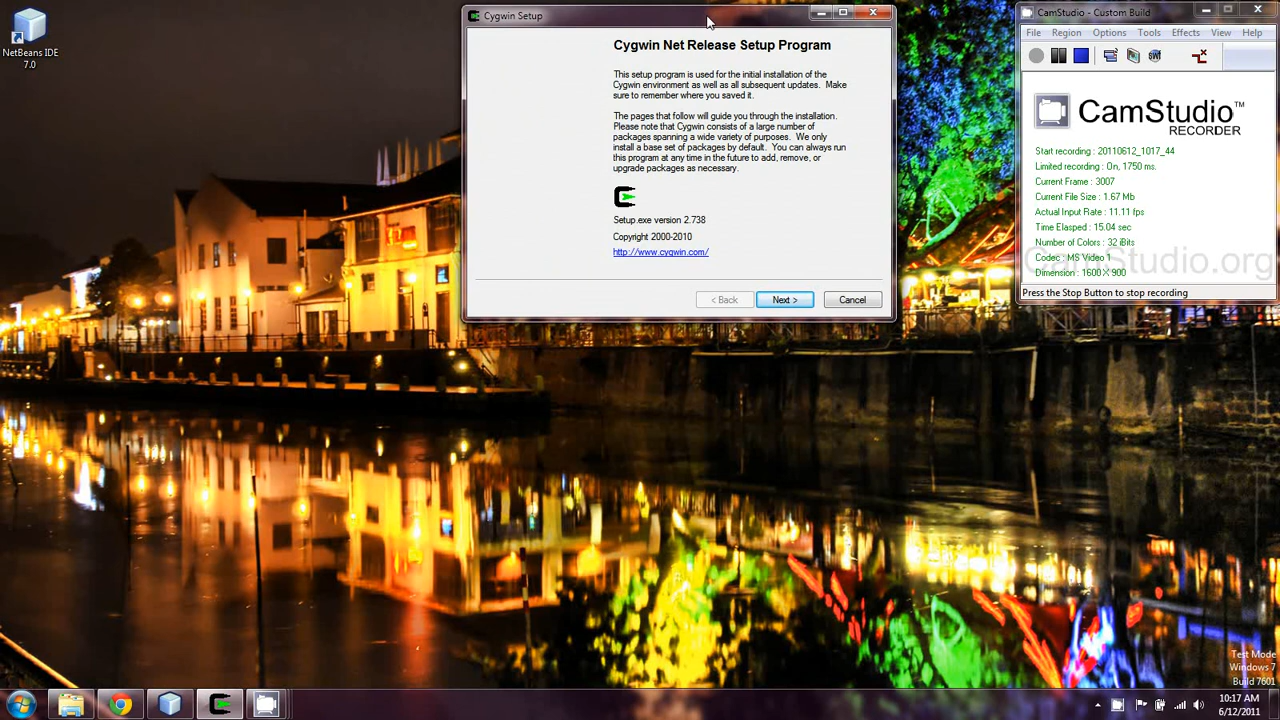 NetBeans IDE
7.0
Cygwin Setup
Cygwin Net Release Setup Program
This setup program is used for the initial installation of the
Cygwin environment as well as all subsequent updates. Make
sure to remember where you saved it.
The pages that follow will guide you through the installation.
Please note that Cygwin consists of a large number of
packages spanning a wide variety of purposes. We only
install a base set of packages by default. You can always run
this program at any time in the future to add, remove, or
upgrade packages as necessary.
Setup.exe version 2.738
Copyright 2000-2010
http://www.cygwin.com/
< Back
Next >
Cancel
CamStudio - Custom Build
File Region Options Tools Effects View Help
CamStudio™
RECORDER
Start recording : 20110612_1017_44
Limited recording : On, 1750 ms.
Current Frame : 3007
Current File Size : 1.67 Mb
Actual Input Rate : 11.11 fps
Time Elasped : 15.04 sec
Number of Colors : 32 iBits
Codec : MS Video 1
CamStudio.org
Dimension : 1600 X 900
Press the Stop Button to stop recording
Test Mode
Windows 7
Build 7601
10:17 AM
6/12/2011